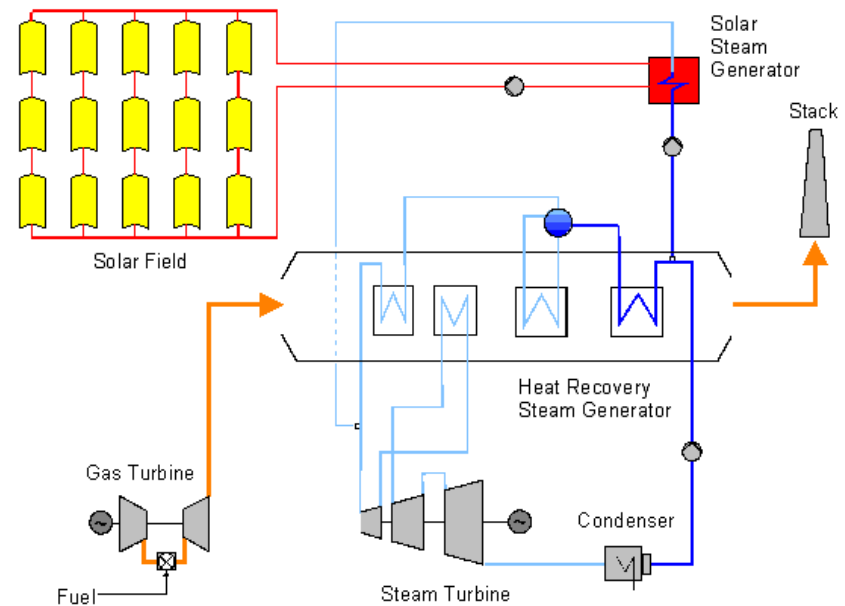 Solar
Steam
Generator
Stack
Solar Field
Heat Recovery
Steam Generator
Gas Turbine
Condenser
Steam Turbine
Fuel
~
~